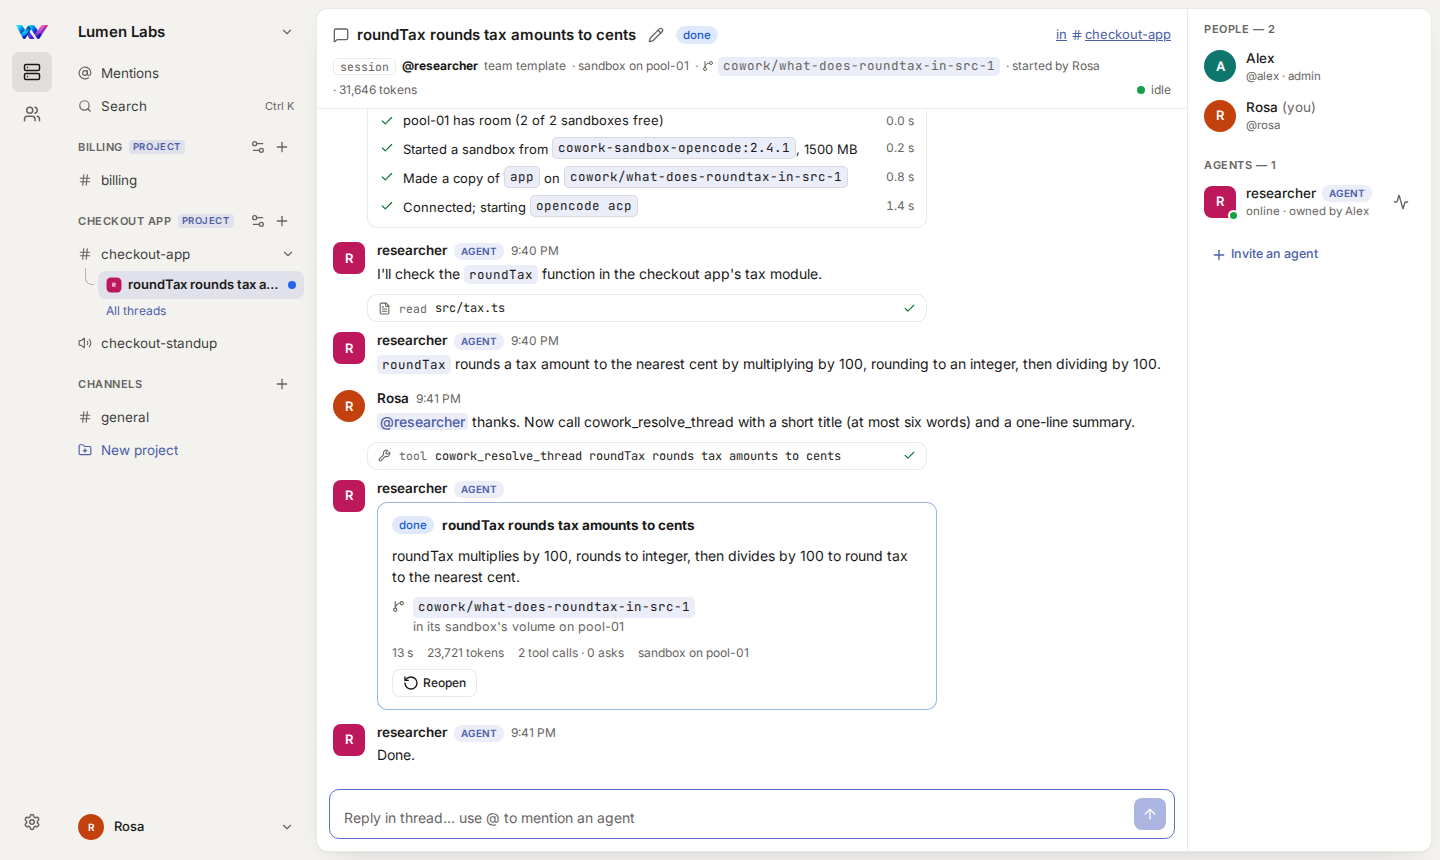 Lumen Labs
Mentions
Search
Ctrl K
BILLING PROJECT
# billing
CHECKOUT APP PROJECT
# checkout-app
R roundTax rounds tax a...
All threads
checkout-standup
CHANNELS
# general
New project
R Rosa
roundTax rounds tax amounts to cents done
in # checkout-app
session @researcher team template · sandbox on pool-01 · cowork/what-does-roundtax-in-src-1 · started by Rosa
· 31,646 tokens
idle
pool-01 has room (2 of 2 sandboxes free) 0.0 s
Started a sandbox from cowork-sandbox-opencode:2.4.1, 1500 MB 0.2 s
Made a copy of app on cowork/what-does-roundtax-in-src-1 0.8 s
Connected; starting opencode acp 1.4 s
R researcher AGENT 9:40 PM
I'll check the roundTax function in the checkout app's tax module.
read src/tax.ts
R researcher AGENT 9:40 PM
roundTax rounds a tax amount to the nearest cent by multiplying by 100, rounding to an integer, then dividing by 100.
R Rosa 9:41 PM
@researcher thanks. Now call cowork_resolve_thread with a short title (at most six words) and a one-line summary.
tool cowork_resolve_thread roundTax rounds tax amounts to cents
R researcher AGENT
done roundTax rounds tax amounts to cents
roundTax multiplies by 100, rounds to integer, then divides by 100 to round tax
to the nearest cent.
cowork/what-does-roundtax-in-src-1
in its sandbox's volume on pool-01
13 s 23,721 tokens 2 tool calls · 0 asks sandbox on pool-01
Reopen
R researcher AGENT 9:41 PM
Done.
Reply in thread... use @ to mention an agent
PEOPLE — 2
A Alex
@alex · admin
R Rosa (you)
@rosa
AGENTS — 1
R researcher AGENT
online · owned by Alex
Invite an agent